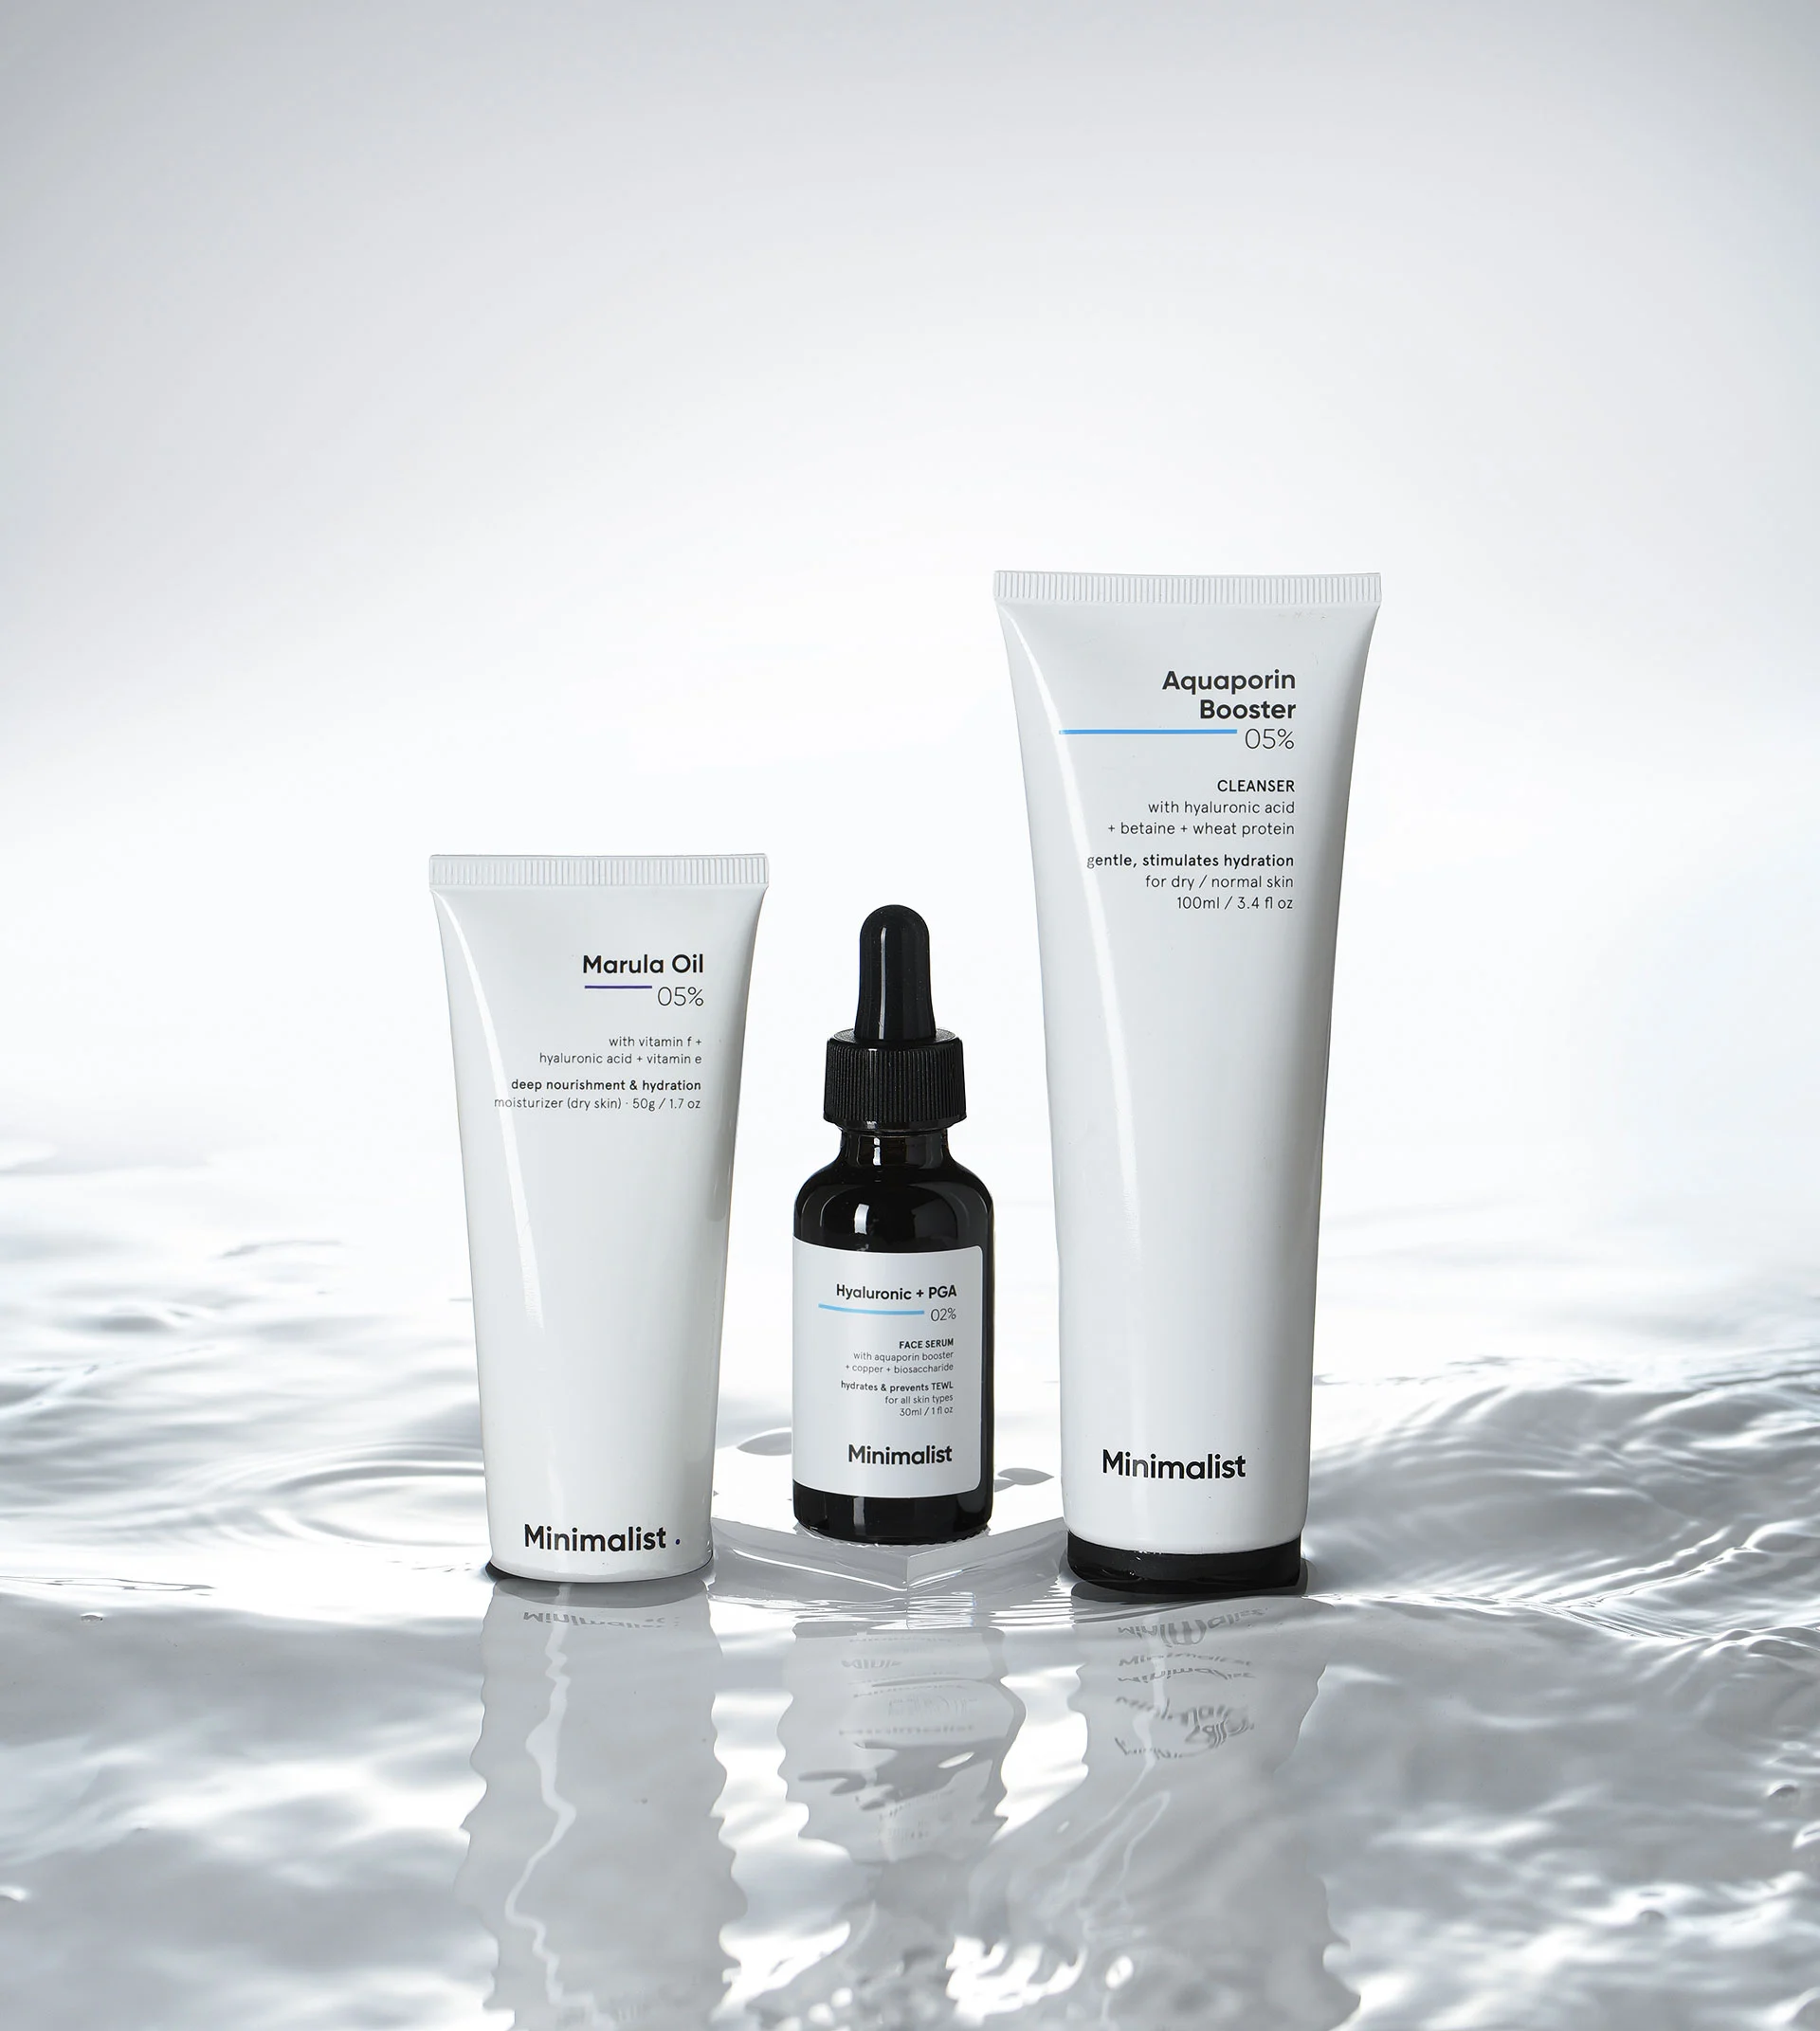 Marula Oil
05%
with vitamin f +
hyaluronic acid + vitamin e
deep nourishment & hydration
moisturizer (dry skin) · 50g / 1.7 oz
Minimalist .
Hyaluronic + PGA
02%
FACE SERUM
with aquaporin booster
+ copper + biosaccharide
hydrates & prevents TEWL
for all skin types
30ml / 1 fl oz
Minimalist
Aquaporin
Booster
05%
CLEANSER
with hyaluronic acid
+ betaine + wheat protein
gentle, stimulates hydration
for dry / normal skin
100ml / 3.4 fl oz
Minimalist